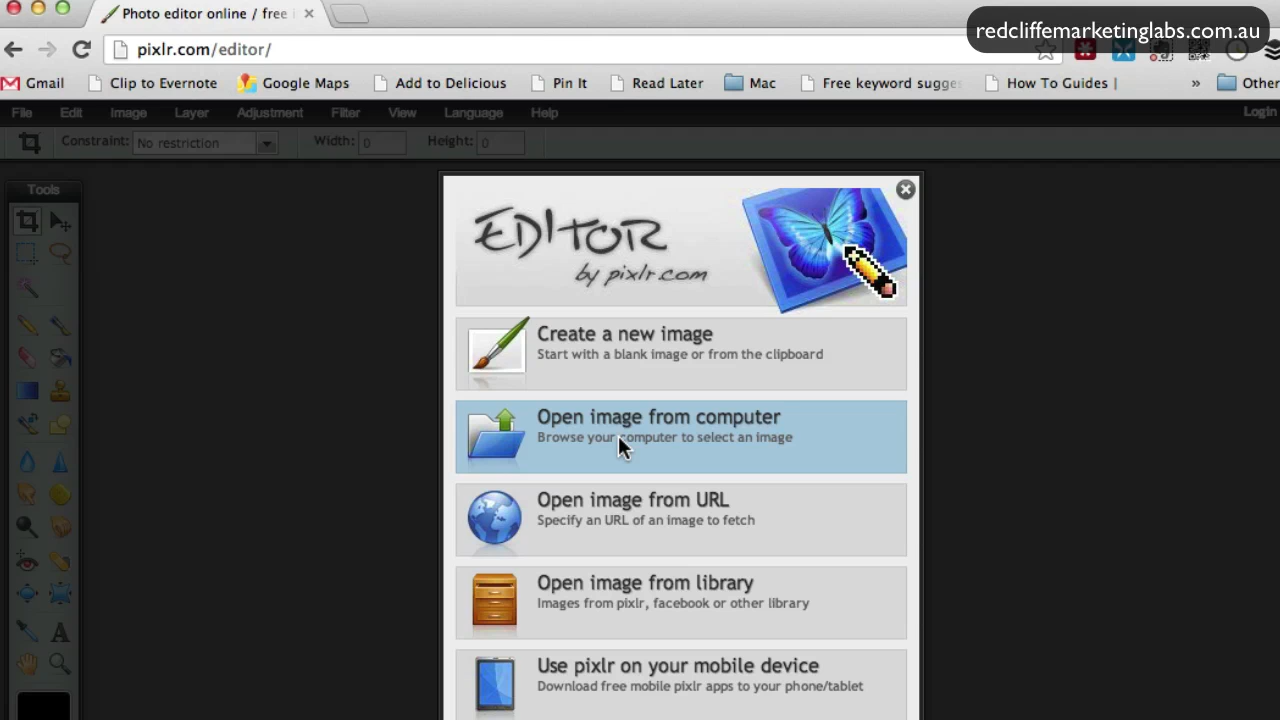 Photo editor online / free
redcliffemarketinglabs.com.au
pixlr.com/editor/
Gmail Clip to Evernote Google Maps Add to Delicious Pin It Read Later Mac Free keyword sugges How To Guides | » Other
File Edit Image Layer Adjustment Filter View Language Help Login
Constraint: No restriction Width: 0 Height: 0
Tools
EDITOR
by pixlr.com
Create a new image
Start with a blank image or from the clipboard
Open image from computer
Browse your computer to select an image
Open image from URL
Specify an URL of an image to fetch
Open image from library
Images from pixlr, facebook or other library
Use pixlr on your mobile device
Download free mobile pixlr apps to your phone/tablet